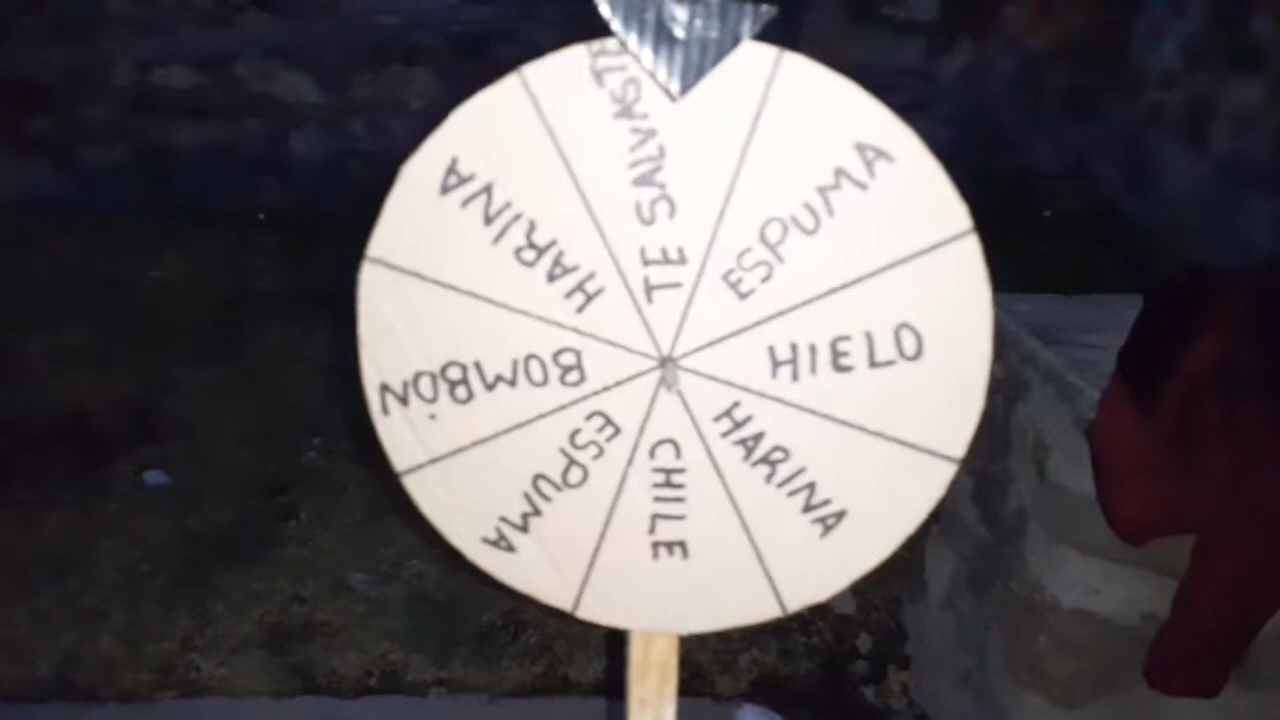 TE SALVASTE
ESPUMA
HIELO
HARINA
CHILE
ESPUMA
BOMBÓN
HARINA